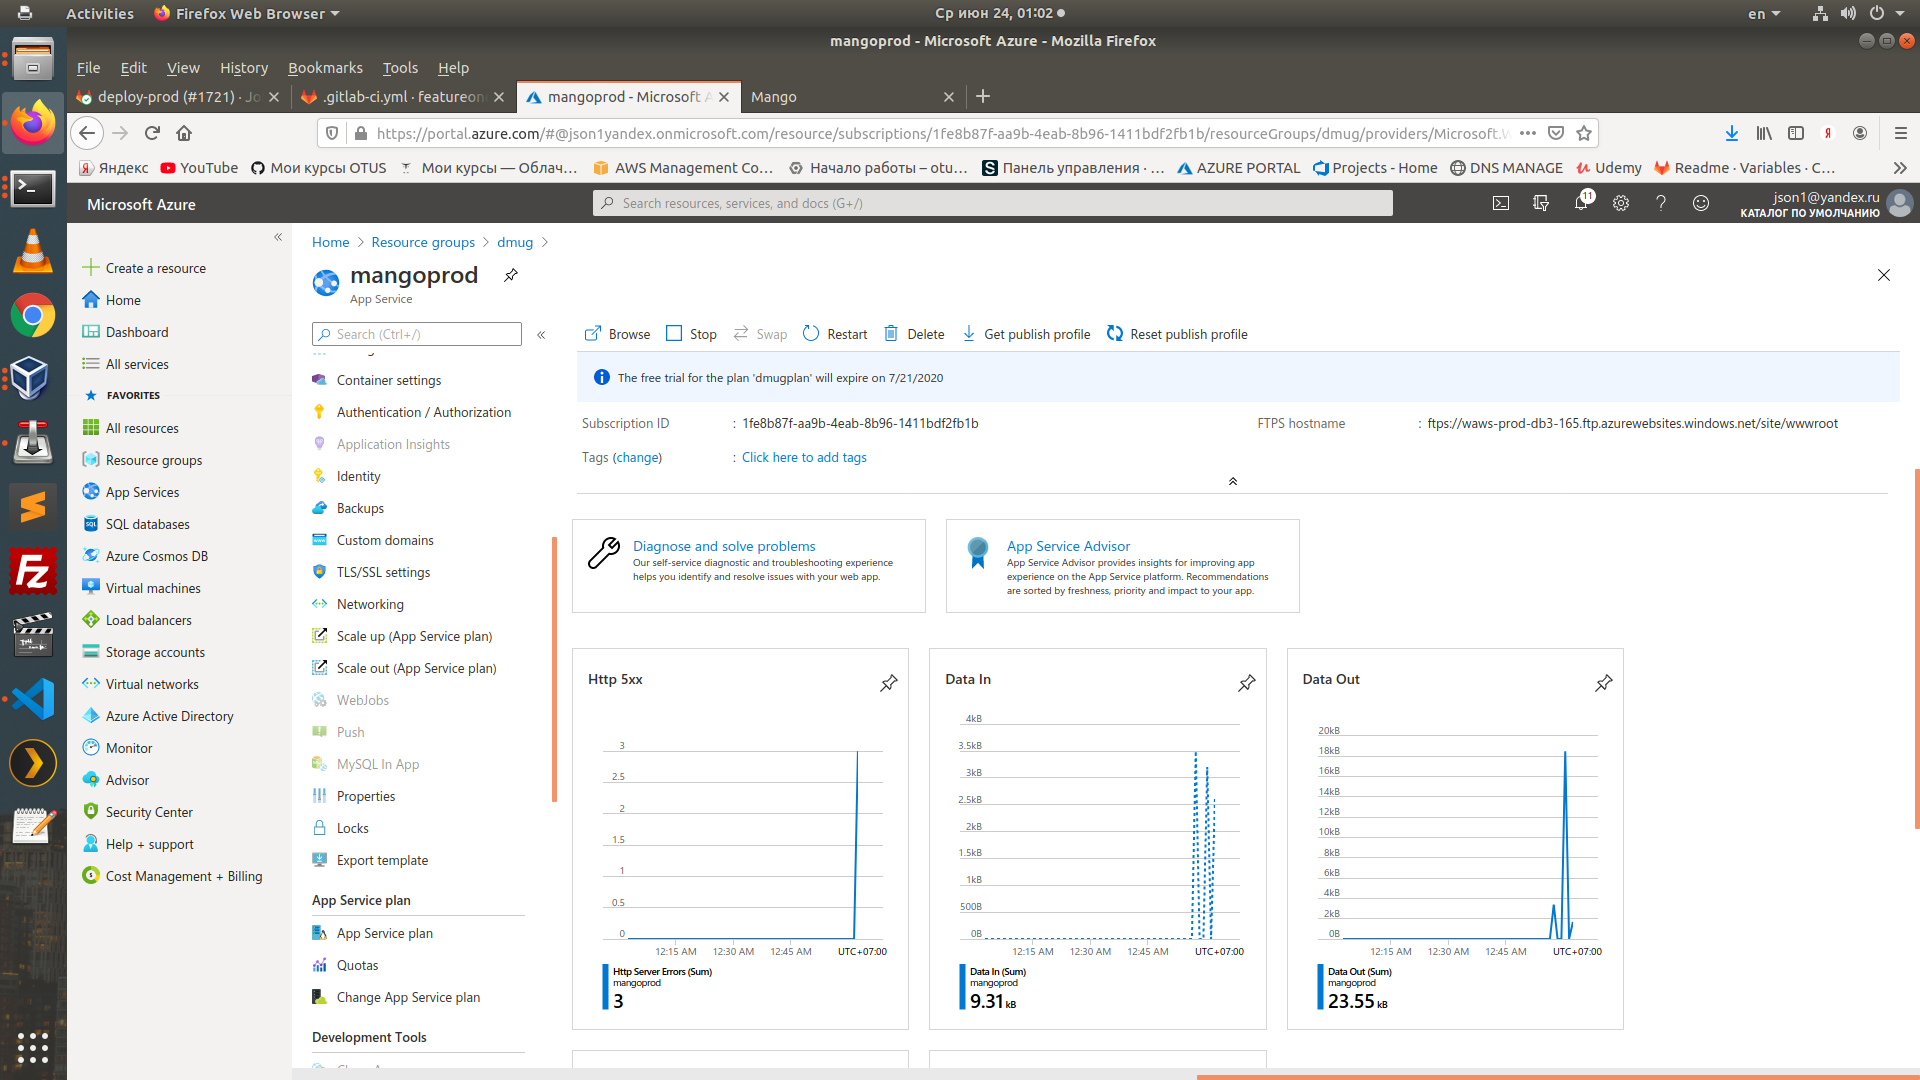 Activities
Firefox Web Browser
Ср июн 24, 01:02
en
mangoprod - Microsoft Azure - Mozilla Firefox
File Edit View History Bookmarks Tools Help
deploy-prod (#1721) · Jo
.gitlab-ci.yml · featureon
mangoprod - Microsoft A
Mango
https://portal.azure.com/#@json1yandex.onmicrosoft.com/resource/subscriptions/1fe8b87f-aa9b-4eab-8b96-1411bdf2fb1b/resourceGroups/dmug/providers/Microsoft.W
Яндекс YouTube Мои курсы OTUS Мои курсы — Облач… AWS Management Co… Начало работы – otu… Панель управления · … AZURE PORTAL Projects - Home DNS MANAGE Udemy Readme · Variables · C…
Microsoft Azure
Search resources, services, and docs (G+/)
11
json1@yandex.ru
КАТАЛОГ ПО УМОЛЧАНИЮ
Create a resource
Home
Dashboard
All services
FAVORITES
All resources
Resource groups
App Services
SQL databases
Azure Cosmos DB
Virtual machines
Load balancers
Storage accounts
Virtual networks
Azure Active Directory
Monitor
Advisor
Security Center
Help + support
Cost Management + Billing
Home > Resource groups > dmug >
mangoprod
App Service
Search (Ctrl+/)
Container settings
Authentication / Authorization
Application Insights
Identity
Backups
Custom domains
TLS/SSL settings
Networking
Scale up (App Service plan)
Scale out (App Service plan)
WebJobs
Push
MySQL In App
Properties
Locks
Export template
App Service plan
App Service plan
Quotas
Change App Service plan
Development Tools
Browse Stop Swap Restart Delete Get publish profile Reset publish profile
The free trial for the plan 'dmugplan' will expire on 7/21/2020
Subscription ID : 1fe8b87f-aa9b-4eab-8b96-1411bdf2fb1b
FTPS hostname : ftps://waws-prod-db3-165.ftp.azurewebsites.windows.net/site/wwwroot
Tags (change) : Click here to add tags
Diagnose and solve problems
Our self-service diagnostic and troubleshooting experience
helps you identify and resolve issues with your web app.
App Service Advisor
App Service Advisor provides insights for improving app
experience on the App Service platform. Recommendations
are sorted by freshness, priority and impact to your app.
Http 5xx
3
2.5
2
1.5
1
0.5
0
12:15 AM 12:30 AM 12:45 AM UTC+07:00
Http Server Errors (Sum)
mangoprod
3
Data In
4kB
3.5kB
3kB
2.5kB
2kB
1.5kB
1kB
500B
0B
12:15 AM 12:30 AM 12:45 AM UTC+07:00
Data In (Sum)
mangoprod
9.31 kB
Data Out
20kB
18kB
16kB
14kB
12kB
10kB
8kB
6kB
4kB
2kB
0B
12:15 AM 12:30 AM 12:45 AM UTC+07:00
Data Out (Sum)
mangoprod
23.55 kB